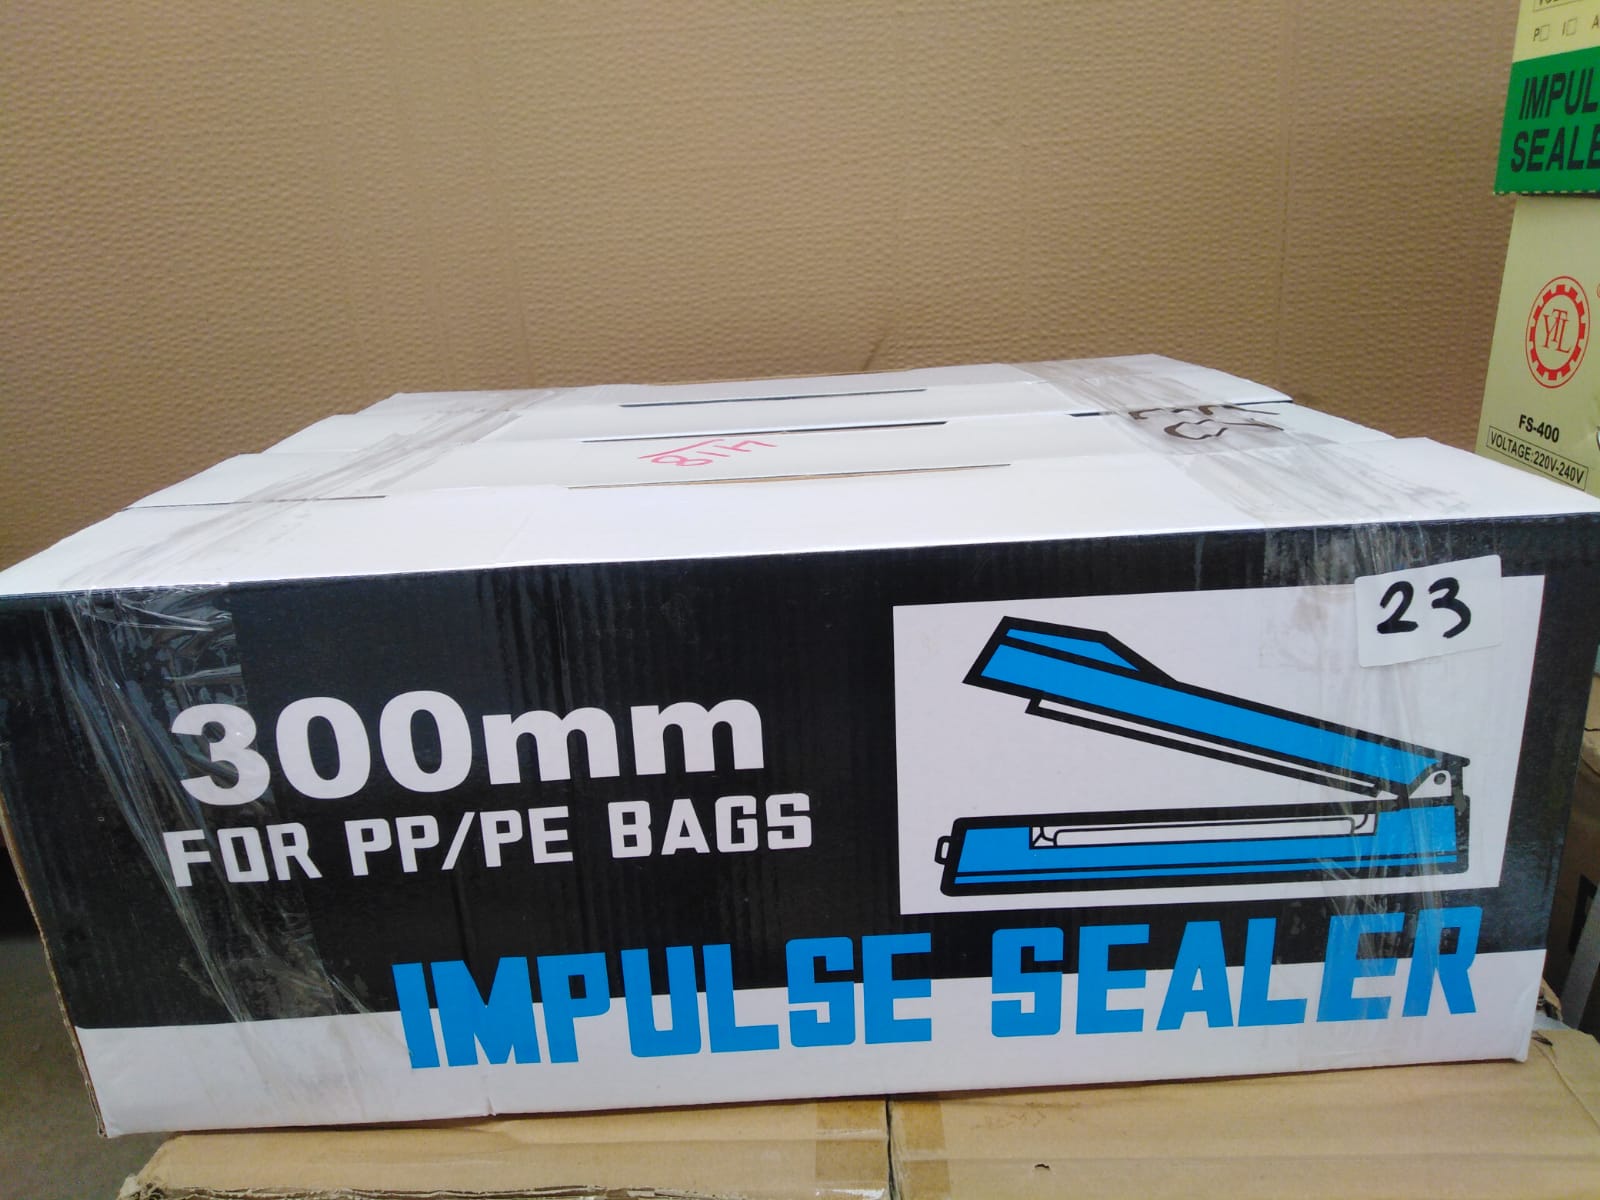 300mm
FOR PP/PE BAGS
IMPULSE SEALER
23
IMPUL
SEALE
YTL
FS-400
VOLTAGE:220V-240V